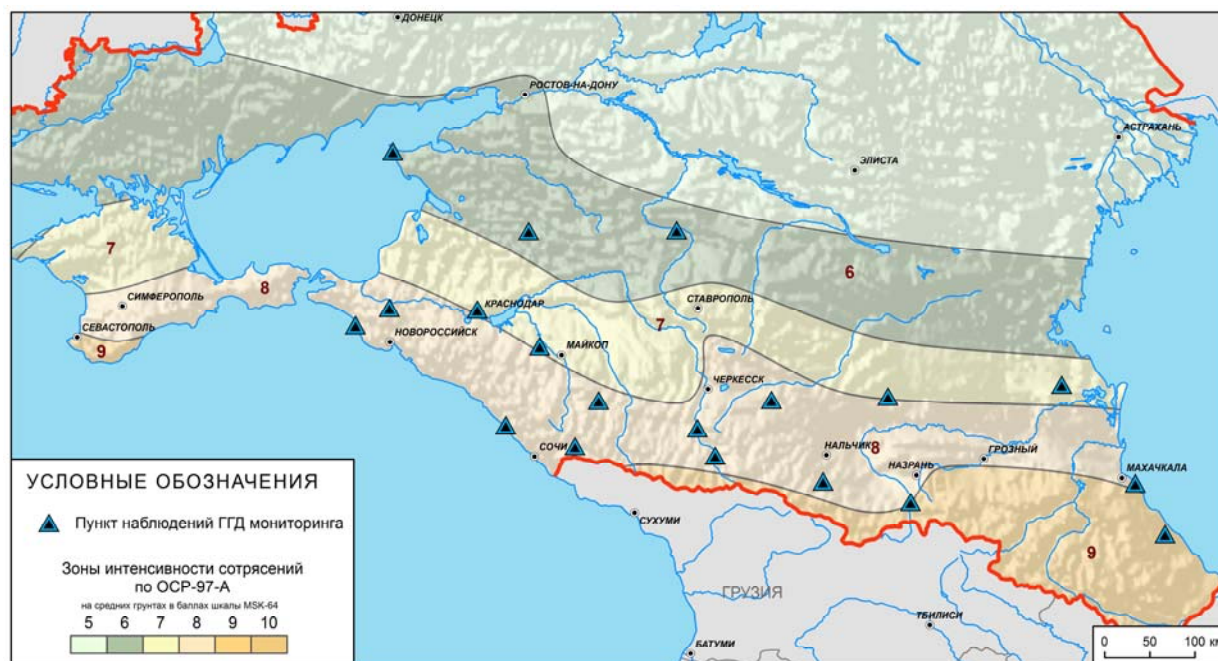 ДОНЕЦК
РОСТОВ-НА-ДОНУ
АСТРАХАНЬ
ЭЛИСТА
7
6
8
СИМФЕРОПОЛЬ
СТАВРОПОЛЬ
КРАСНОДАР
7
СЕВАСТОПОЛЬ
НОВОРОССИЙСК
9
МАЙКОП
ЧЕРКЕССК
СОЧИ
НАЛЬЧИК
8
ГРОЗНЫЙ
НАЗРАНЬ
МАХАЧКАЛА
СУХУМИ
9
ГРУЗИЯ
ТБИЛИСИ
БАТУМИ
УСЛОВНЫЕ ОБОЗНАЧЕНИЯ
Пункт наблюдений ГГД мониторинга
Зоны интенсивности сотрясений
по ОСР-97-А
на средних грунтах в баллах шкалы MSK-64
5 6 7 8 9 10
0 50 100 км